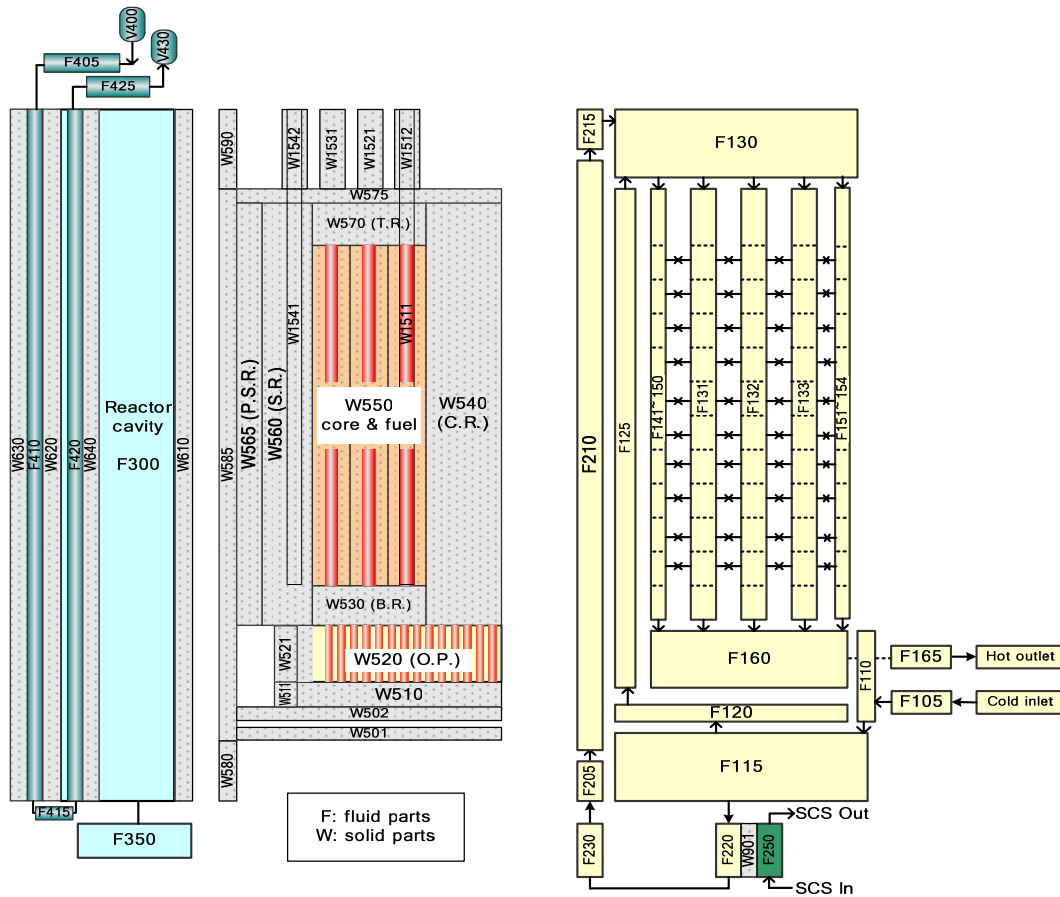 V400
V430
F405
F425
W630
F410
W620
F420
W640
Reactor
cavity
F300
W610
F415
F350
W590
W585
W580
W1542
W1531
W1521
W1512
W575
W570 (T.R.)
W565 (P.S.R.)
W560 (S.R.)
W1541
W1511
W550
core & fuel
W540
(C.R.)
W530 (B.R.)
W521
W520 (O.P.)
W511
W510
W502
W501
F: fluid parts
W: solid parts
F215
F130
F210
F125
F141~ 150
F131
F132
F133
F151~ 154
F160
F110
F165
Hot outlet
F105
Cold inlet
F120
F115
F205
F230
F220
W901
F250
SCS Out
SCS In